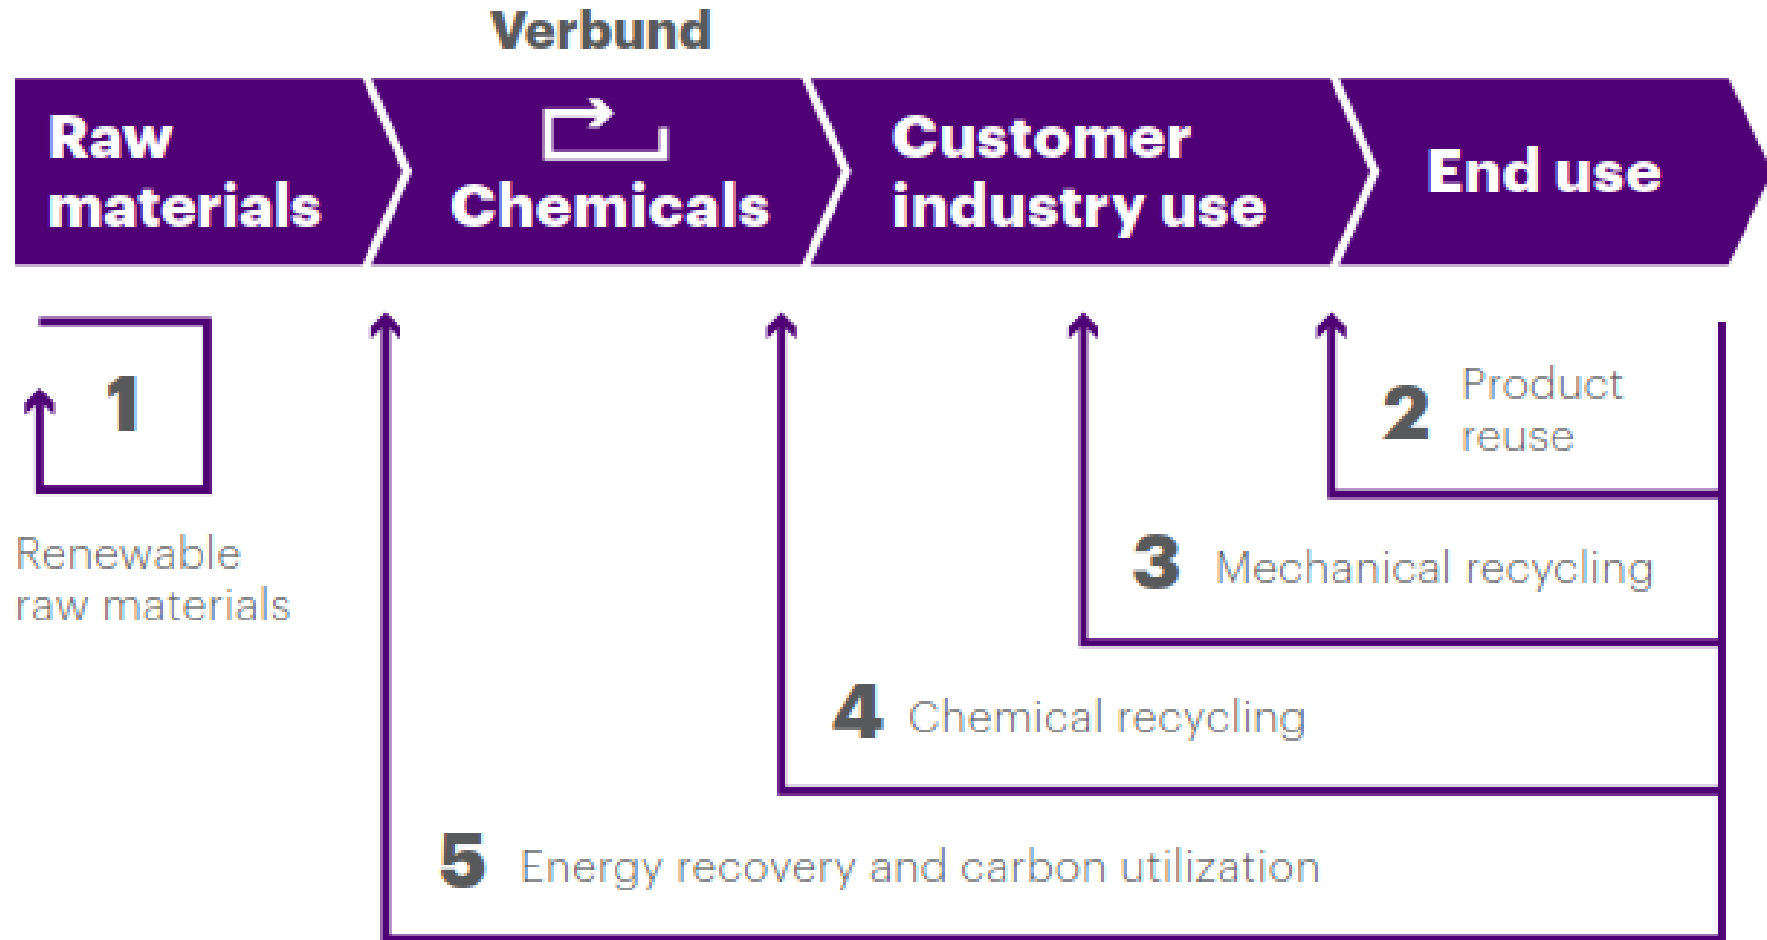 Verbund
Raw
materials
Chemicals
Customer
industry use
End use
1
Renewable
raw materials
2
Product
reuse
3 Mechanical recycling
4 Chemical recycling
5 Energy recovery and carbon utilization